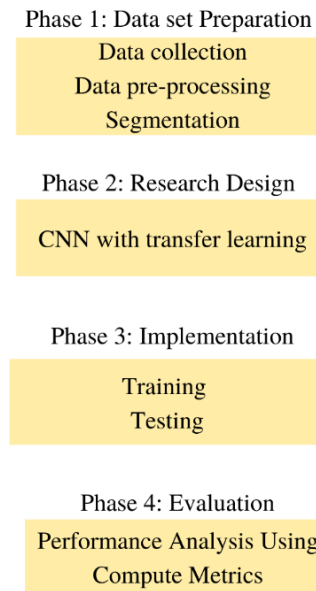 Phase 1: Data set Preparation
Data collection
Data pre-processing
Segmentation
Phase 2: Research Design
CNN with transfer learning
Phase 3: Implementation
Training
Testing
Phase 4: Evaluation
Performance Analysis Using
Compute Metrics